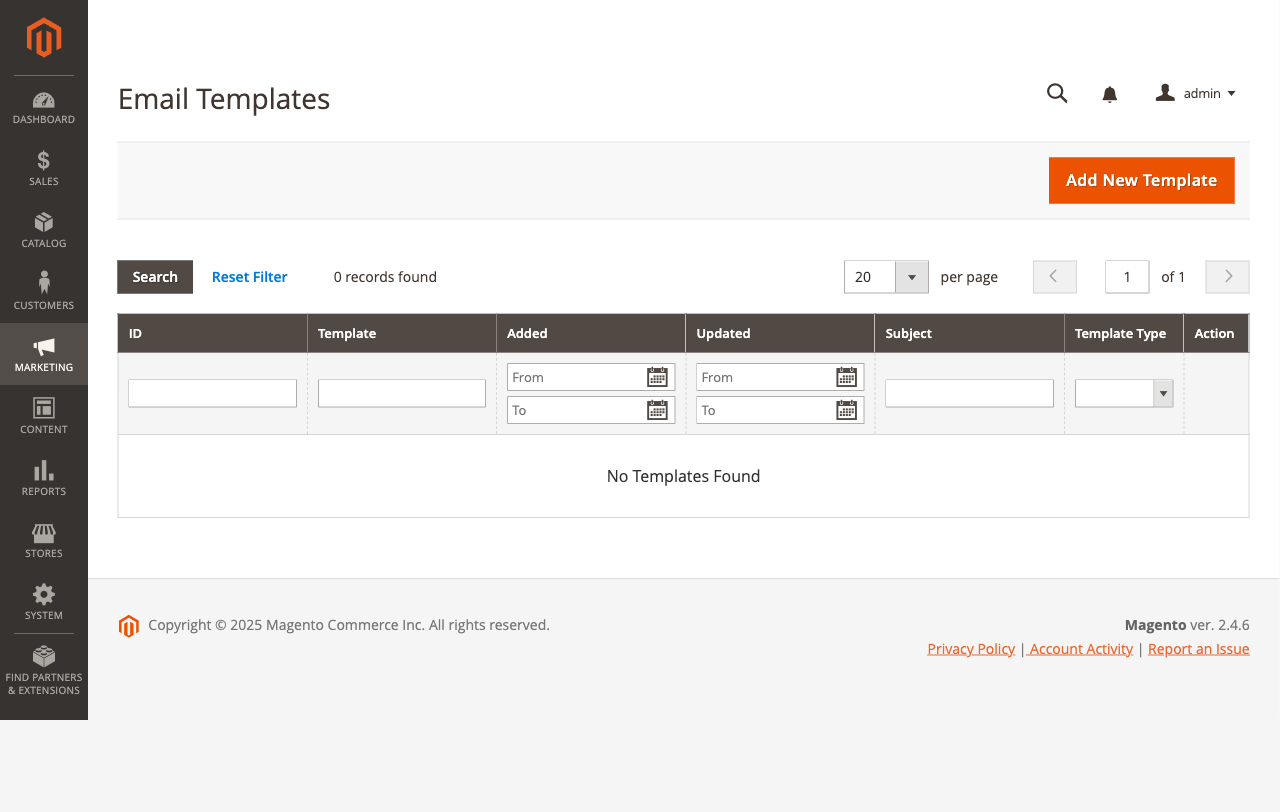 DASHBOARD
SALES
CATALOG
CUSTOMERS
MARKETING
CONTENT
REPORTS
STORES
SYSTEM
FIND PARTNERS
& EXTENSIONS
Email Templates
admin
Add New Template
Search Reset Filter 0 records found 20 per page 1 of 1
ID Template Added Updated Subject Template Type Action
From From
To To
No Templates Found
Copyright © 2025 Magento Commerce Inc. All rights reserved. Magento ver. 2.4.6
Privacy Policy | Account Activity | Report an Issue